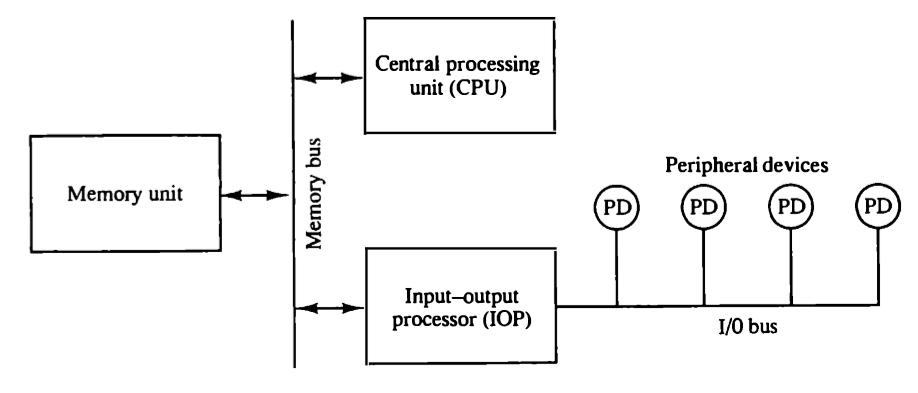 Central processing
unit (CPU)
Memory unit
Memory bus
Peripheral devices
PD PD PD PD
Input–output
processor (IOP)
I/0 bus